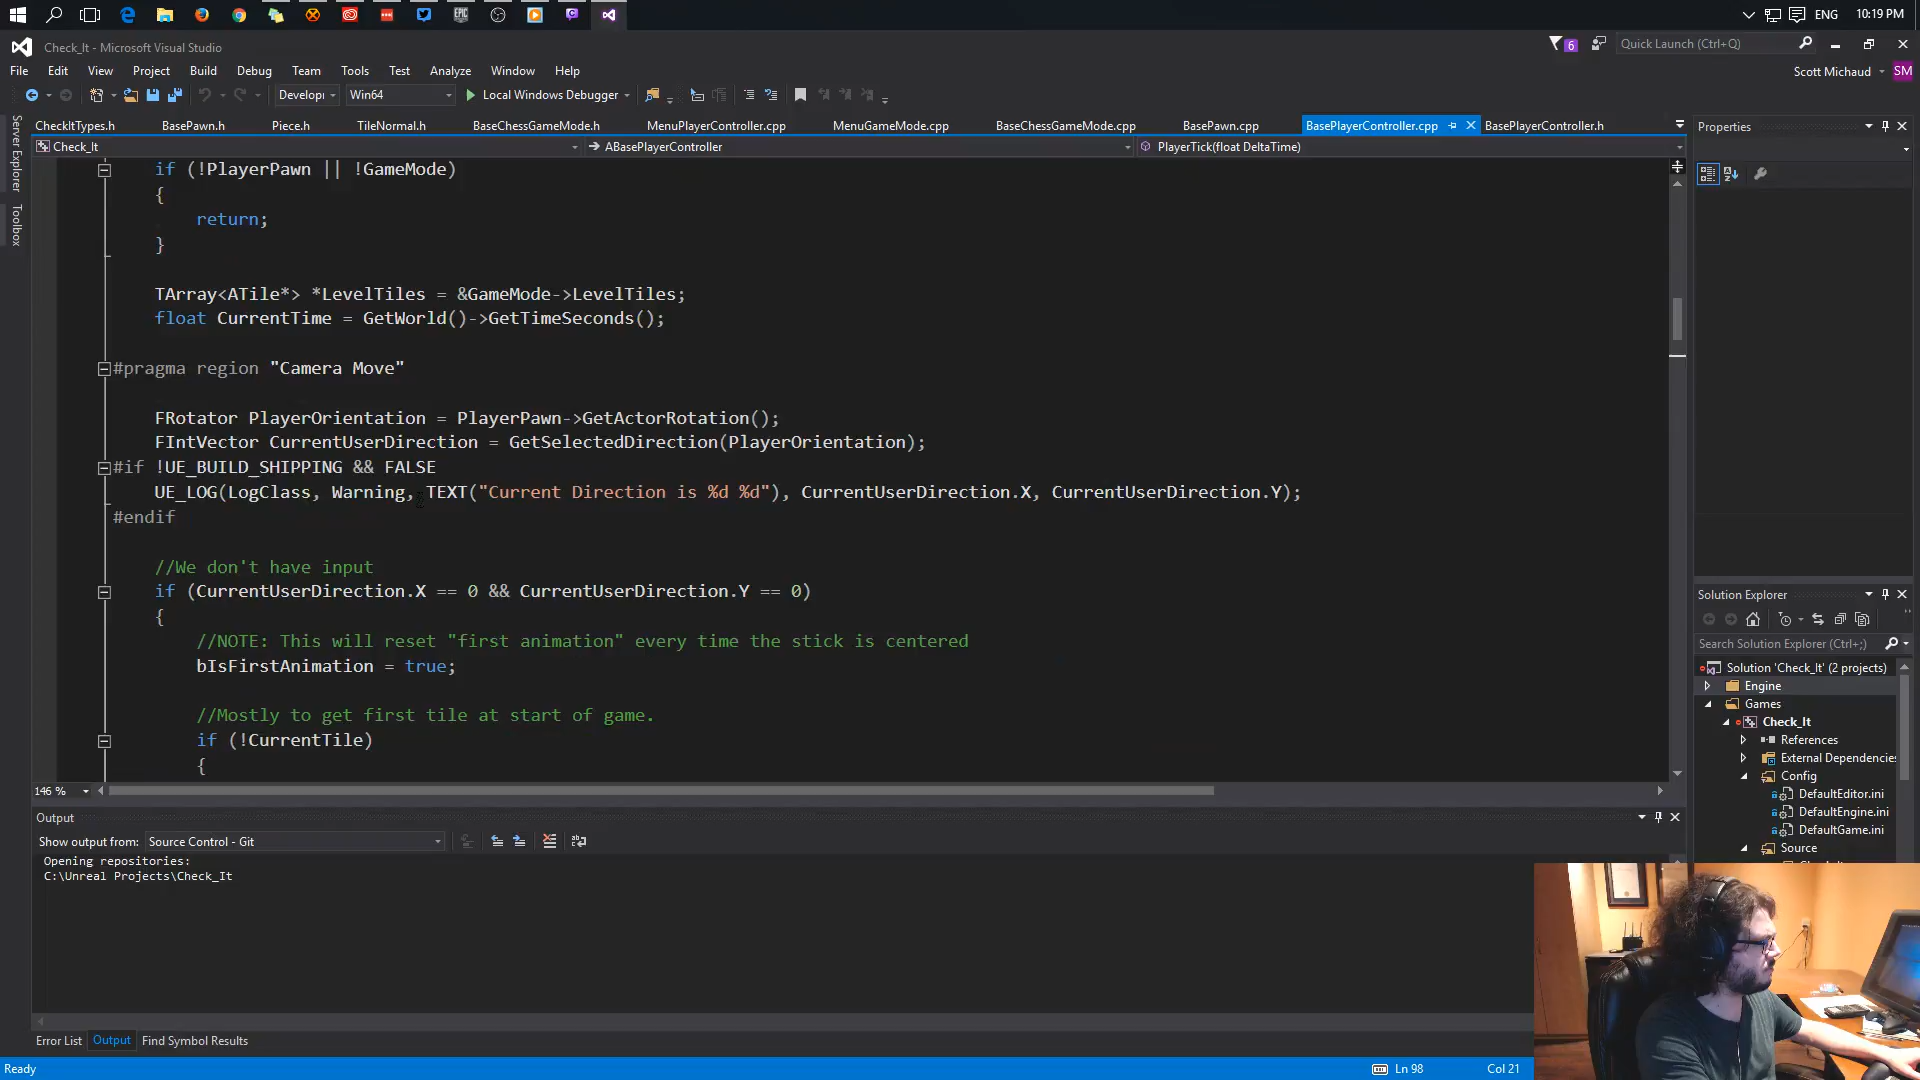 ENG
10:19 PM
Check_It - Microsoft Visual Studio
6
Quick Launch (Ctrl+Q)
File Edit View Project Build Debug Team Tools Test Analyze Window Help
Scott Michaud
SM
Develop
Win64
Local Windows Debugger
CheckItTypes.h
BasePawn.h
Piece.h
TileNormal.h
BaseChessGameMode.h
MenuPlayerController.cpp
MenuGameMode.cpp
BaseChessGameMode.cpp
BasePawn.cpp
BasePlayerController.cpp
BasePlayerController.h
Check_It
ABasePlayerController
PlayerTick(float DeltaTime)
Server Explorer
Toolbox
if (!PlayerPawn || !GameMode)
{
return;
}
TArray<ATile*> *LevelTiles = &GameMode->LevelTiles;
float CurrentTime = GetWorld()->GetTimeSeconds();
#pragma region "Camera Move"
FRotator PlayerOrientation = PlayerPawn->GetActorRotation();
FIntVector CurrentUserDirection = GetSelectedDirection(PlayerOrientation);
#if !UE_BUILD_SHIPPING && FALSE
UE_LOG(LogClass, Warning, TEXT("Current Direction is %d %d"), CurrentUserDirection.X, CurrentUserDirection.Y);
#endif
//We don't have input
if (CurrentUserDirection.X == 0 && CurrentUserDirection.Y == 0)
{
//NOTE: This will reset "first animation" every time the stick is centered
bIsFirstAnimation = true;
//Mostly to get first tile at start of game.
if (!CurrentTile)
{
146 %
Output
Show output from: Source Control - Git
Opening repositories:
C:\Unreal Projects\Check_It
Error List Output Find Symbol Results
Ready
Ln 98
Col 21
Properties
Solution Explorer
Search Solution Explorer (Ctrl+;)
Solution 'Check_It' (2 projects)
Engine
Games
Check_It
References
External Dependencies
Config
DefaultEditor.ini
DefaultEngine.ini
DefaultGame.ini
Source